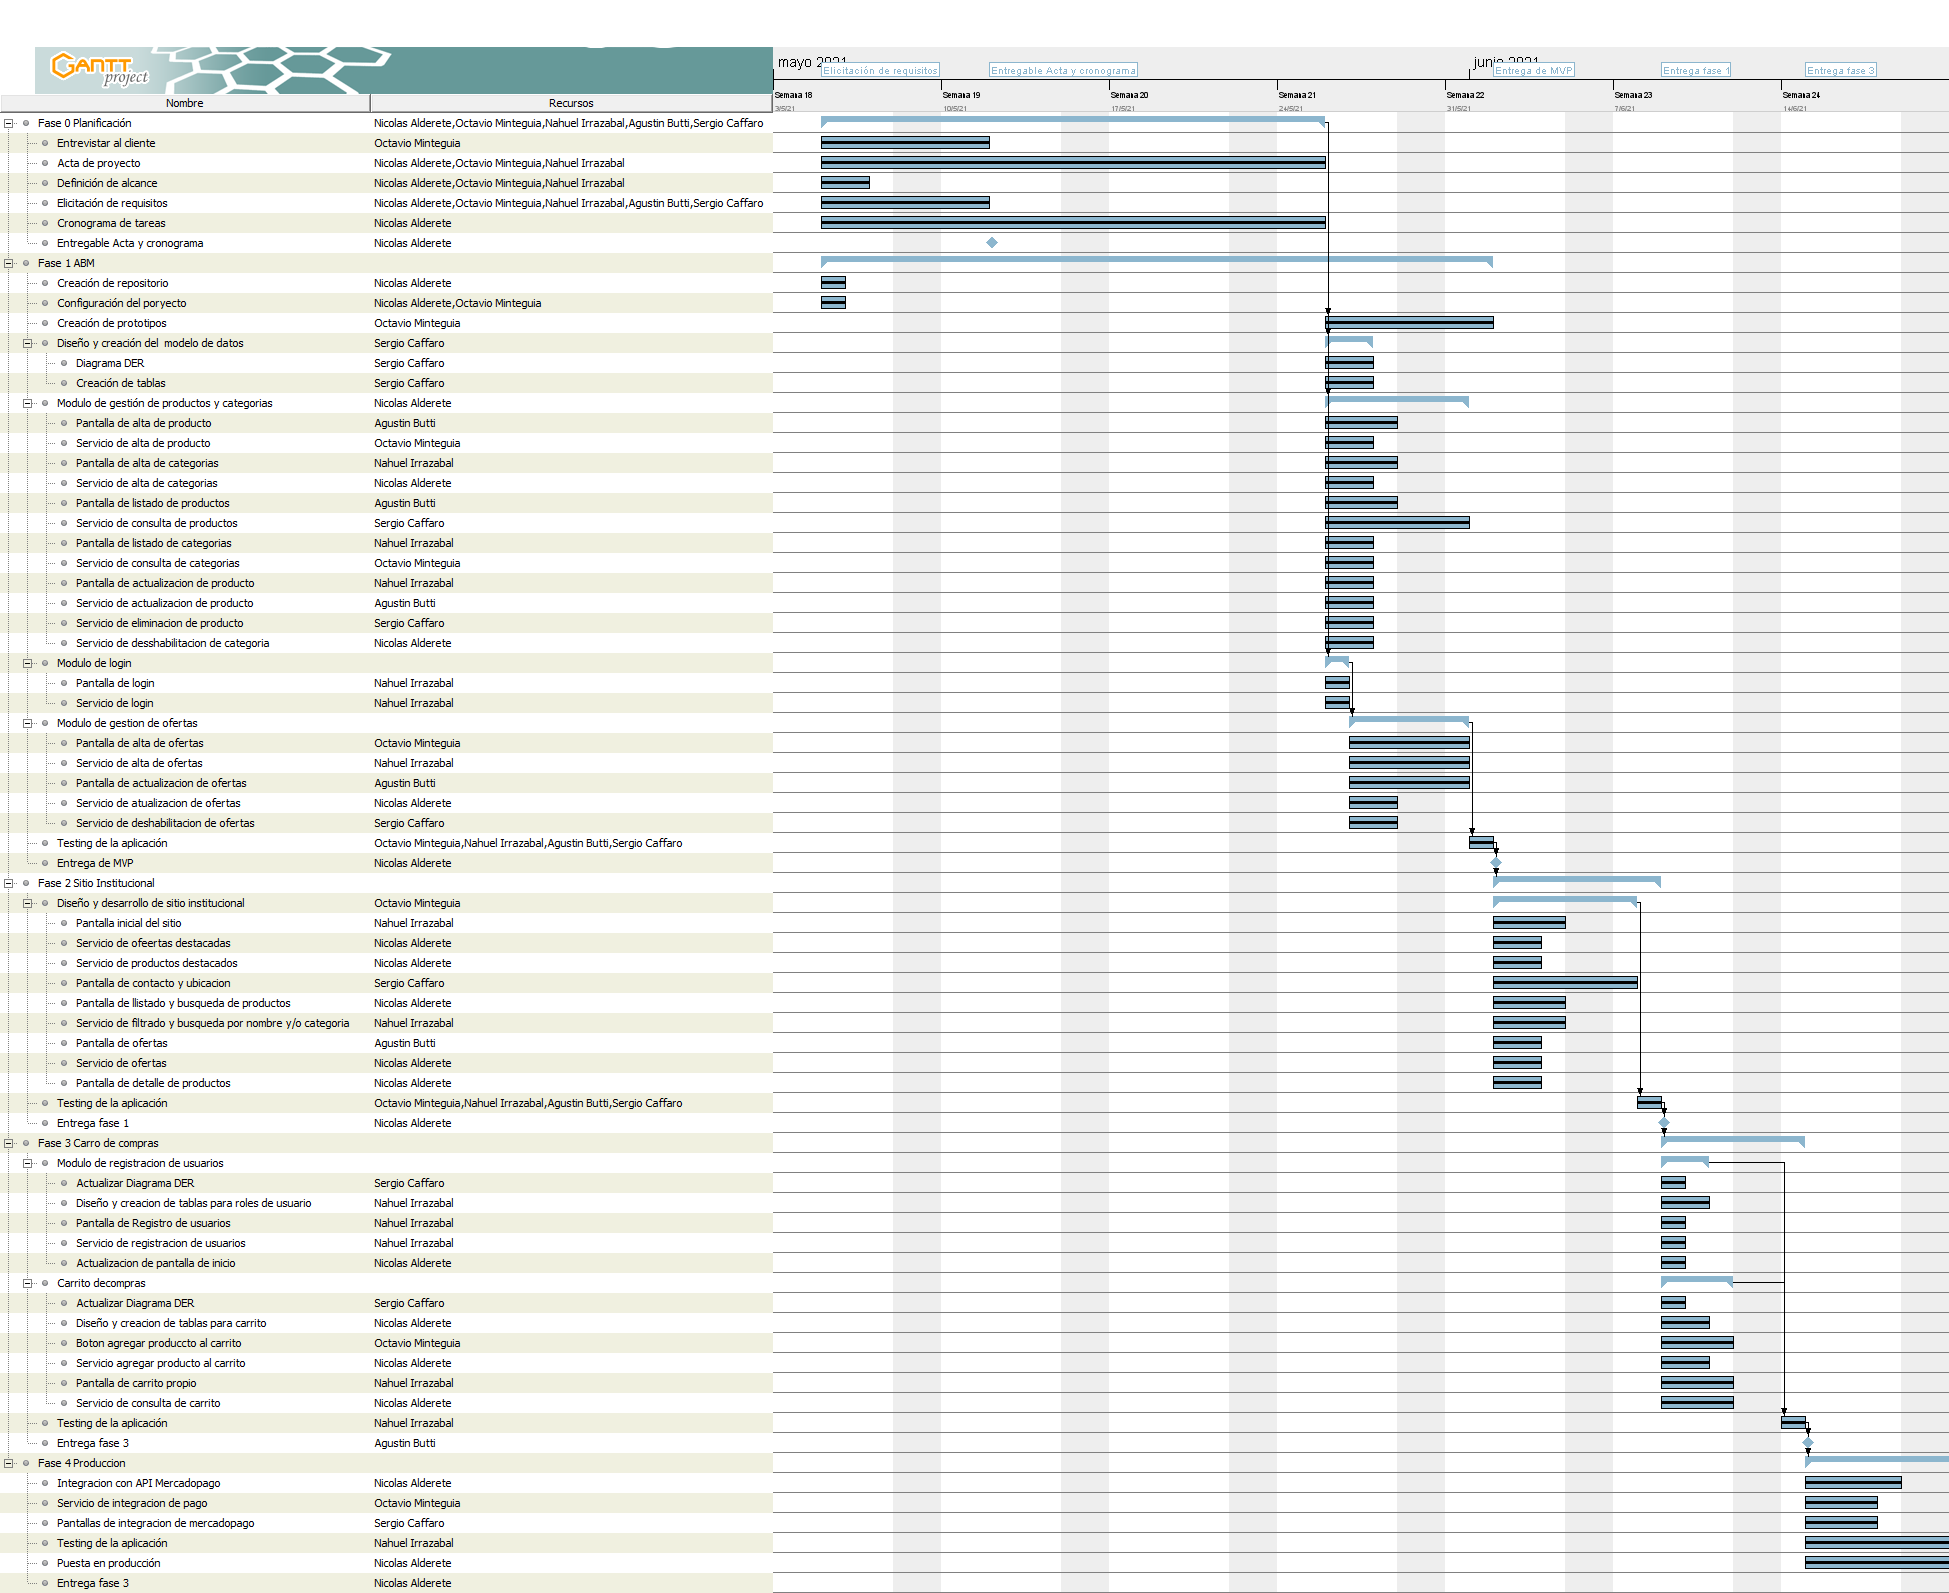 GANTT
project
mayo 2021
junio 2021
Elicitación de requisitos
Entregable Acta y cronograma
Entrega de MVP
Entrega fase 1
Entrega fase 3
Semana 18
Semana 19
Semana 20
Semana 21
Semana 22
Semana 23
Semana 24
3/5/21
10/5/21
17/5/21
24/5/21
31/5/21
7/6/21
14/6/21
Nombre Recursos
Fase 0 Planificación Nicolas Alderete,Octavio Minteguia,Nahuel Irrazabal,Agustin Butti,Sergio Caffaro
Entrevistar al cliente Octavio Minteguia
Acta de proyecto Nicolas Alderete,Octavio Minteguia,Nahuel Irrazabal
Definición de alcance Nicolas Alderete,Octavio Minteguia,Nahuel Irrazabal
Elicitación de requisitos Nicolas Alderete,Octavio Minteguia,Nahuel Irrazabal,Agustin Butti,Sergio Caffaro
Cronograma de tareas Nicolas Alderete
Entregable Acta y cronograma Nicolas Alderete
Fase 1 ABM
Creación de repositorio Nicolas Alderete
Configuración del poryecto Nicolas Alderete,Octavio Minteguia
Creación de prototipos Octavio Minteguia
Diseño y creación del modelo de datos Sergio Caffaro
Diagrama DER Sergio Caffaro
Creación de tablas Sergio Caffaro
Modulo de gestión de productos y categorias Nicolas Alderete
Pantalla de alta de producto Agustin Butti
Servicio de alta de producto Octavio Minteguia
Pantalla de alta de categorias Nahuel Irrazabal
Servicio de alta de categorias Nicolas Alderete
Pantalla de listado de productos Agustin Butti
Servicio de consulta de productos Sergio Caffaro
Pantalla de listado de categorias Nahuel Irrazabal
Servicio de consulta de categorias Octavio Minteguia
Pantalla de actualizacion de producto Nahuel Irrazabal
Servicio de actualizacion de producto Agustin Butti
Servicio de eliminacion de producto Sergio Caffaro
Servicio de desshabilitacion de categoria Nicolas Alderete
Modulo de login
Pantalla de login Nahuel Irrazabal
Servicio de login Nahuel Irrazabal
Modulo de gestion de ofertas
Pantalla de alta de ofertas Octavio Minteguia
Servicio de alta de ofertas Nahuel Irrazabal
Pantalla de actualizacion de ofertas Agustin Butti
Servicio de atualizacion de ofertas Nicolas Alderete
Servicio de deshabilitacion de ofertas Sergio Caffaro
Testing de la aplicación Octavio Minteguia,Nahuel Irrazabal,Agustin Butti,Sergio Caffaro
Entrega de MVP Nicolas Alderete
Fase 2 Sitio Institucional
Diseño y desarrollo de sitio institucional Octavio Minteguia
Pantalla inicial del sitio Nahuel Irrazabal
Servicio de ofeertas destacadas Nicolas Alderete
Servicio de productos destacados Nicolas Alderete
Pantalla de contacto y ubicacion Sergio Caffaro
Pantalla de llistado y busqueda de productos Nicolas Alderete
Servicio de filtrado y busqueda por nombre y/o categoria Nahuel Irrazabal
Pantalla de ofertas Agustin Butti
Servicio de ofertas Nicolas Alderete
Pantalla de detalle de productos Nicolas Alderete
Testing de la aplicación Octavio Minteguia,Nahuel Irrazabal,Agustin Butti,Sergio Caffaro
Entrega fase 1 Nicolas Alderete
Fase 3 Carro de compras
Modulo de registracion de usuarios
Actualizar Diagrama DER Sergio Caffaro
Diseño y creacion de tablas para roles de usuario Nahuel Irrazabal
Pantalla de Registro de usuarios Nahuel Irrazabal
Servicio de registracion de usuarios Nahuel Irrazabal
Actualizacion de pantalla de inicio Nicolas Alderete
Carrito decompras
Actualizar Diagrama DER Sergio Caffaro
Diseño y creacion de tablas para carrito Nicolas Alderete
Boton agregar produccto al carrito Octavio Minteguia
Servicio agregar producto al carrito Nicolas Alderete
Pantalla de carrito propio Nahuel Irrazabal
Servicio de consulta de carrito Nicolas Alderete
Testing de la aplicación Nahuel Irrazabal
Entrega fase 3 Agustin Butti
Fase 4 Produccion
Integracion con API Mercadopago Nicolas Alderete
Servicio de integracion de pago Octavio Minteguia
Pantallas de integracion de mercadopago Sergio Caffaro
Testing de la aplicación Nahuel Irrazabal
Puesta en producción Nicolas Alderete
Entrega fase 3 Nicolas Alderete